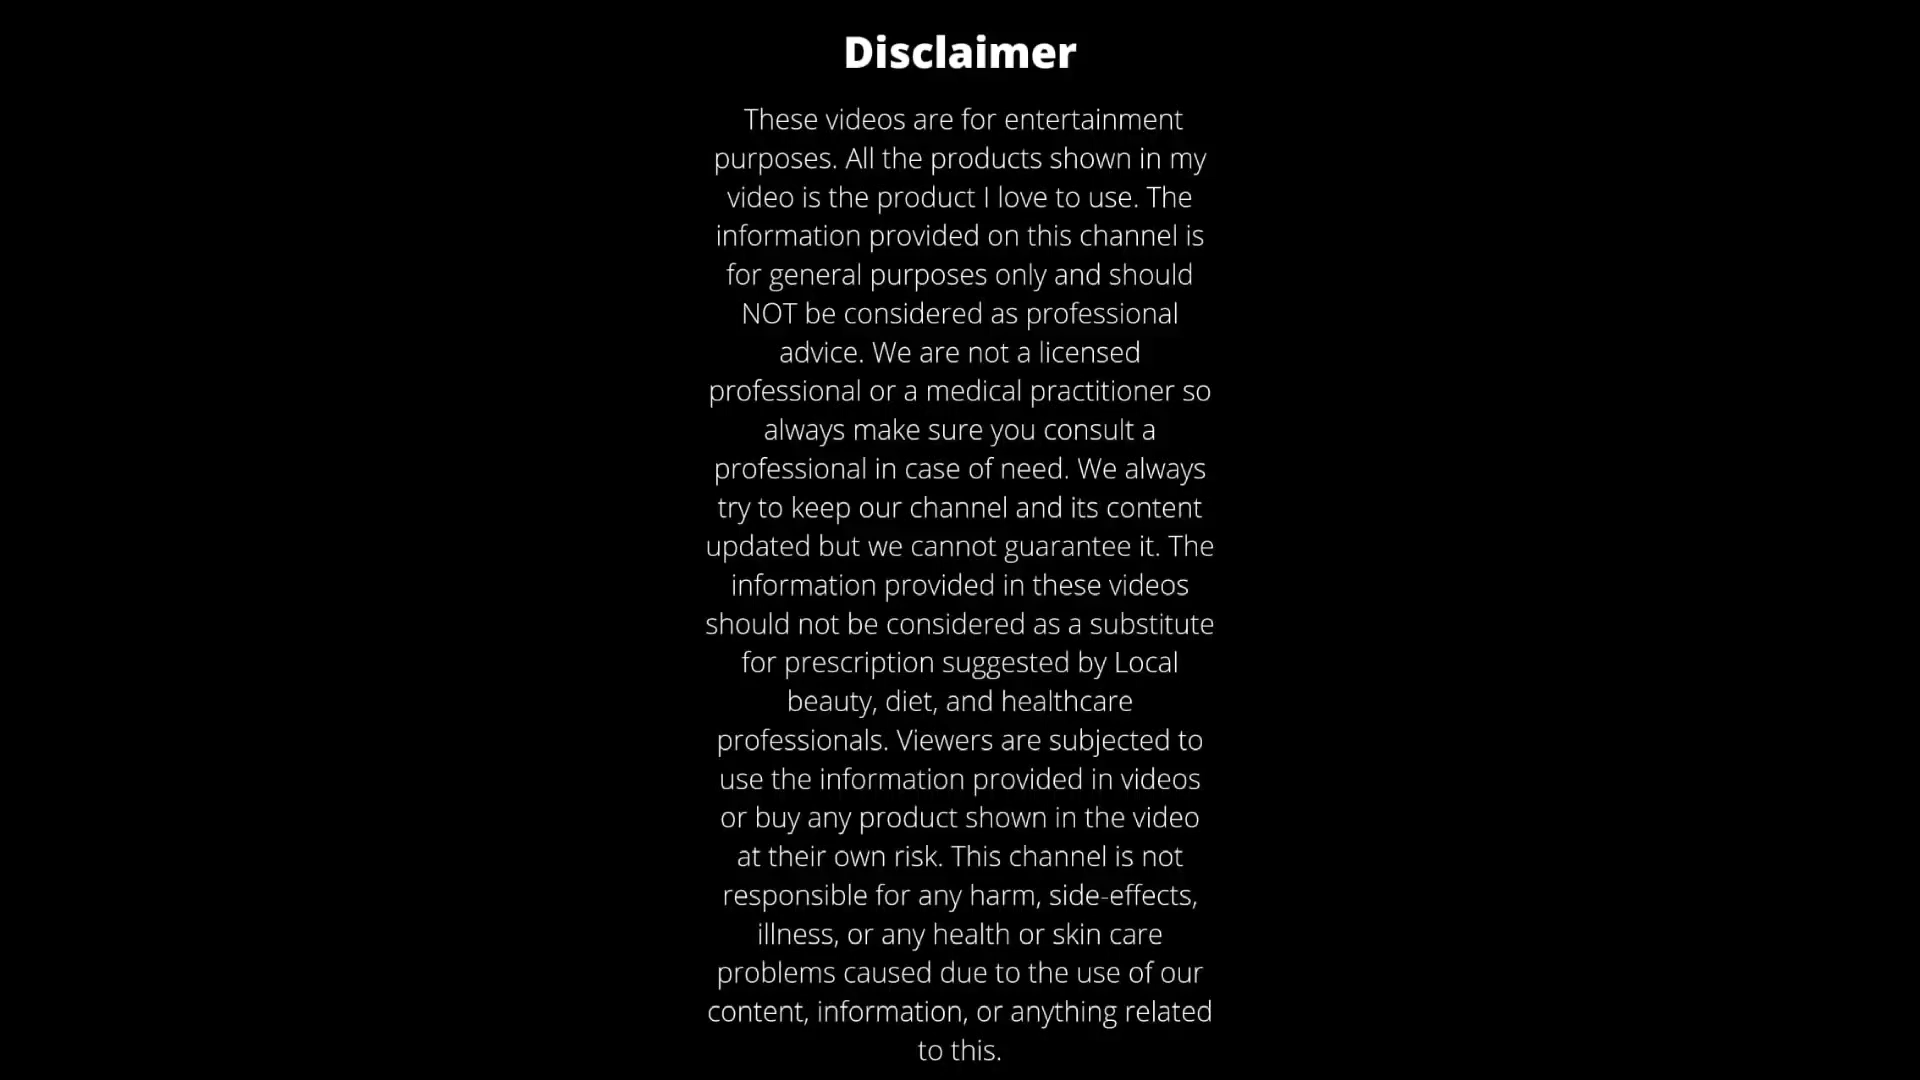 Disclaimer
These videos are for entertainment
purposes. All the products shown in my
video is the product I love to use. The
information provided on this channel is
for general purposes only and should
NOT be considered as professional
advice. We are not a licensed
professional or a medical practitioner so
always make sure you consult a
professional in case of need. We always
try to keep our channel and its content
updated but we cannot guarantee it. The
information provided in these videos
should not be considered as a substitute
for prescription suggested by Local
beauty, diet, and healthcare
professionals. Viewers are subjected to
use the information provided in videos
or buy any product shown in the video
at their own risk. This channel is not
responsible for any harm, side-effects,
illness, or any health or skin care
problems caused due to the use of our
content, information, or anything related
to this.